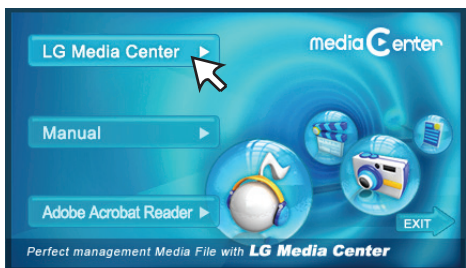 LG Media Center
media Center
Manual
Adobe Acrobat Reader
EXIT
Perfect management Media File with LG Media Center